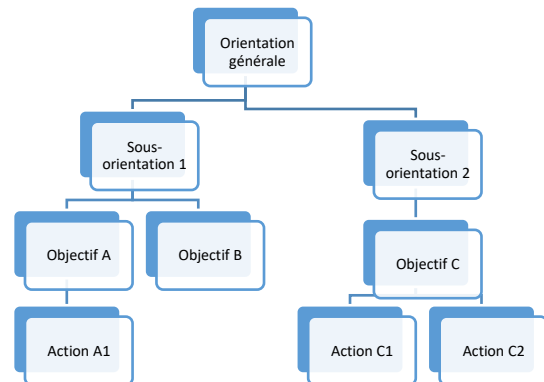 Orientation
générale
Sous-
orientation 1
Sous-
orientation 2
Objectif A
Objectif B
Objectif C
Action A1
Action C1
Action C2